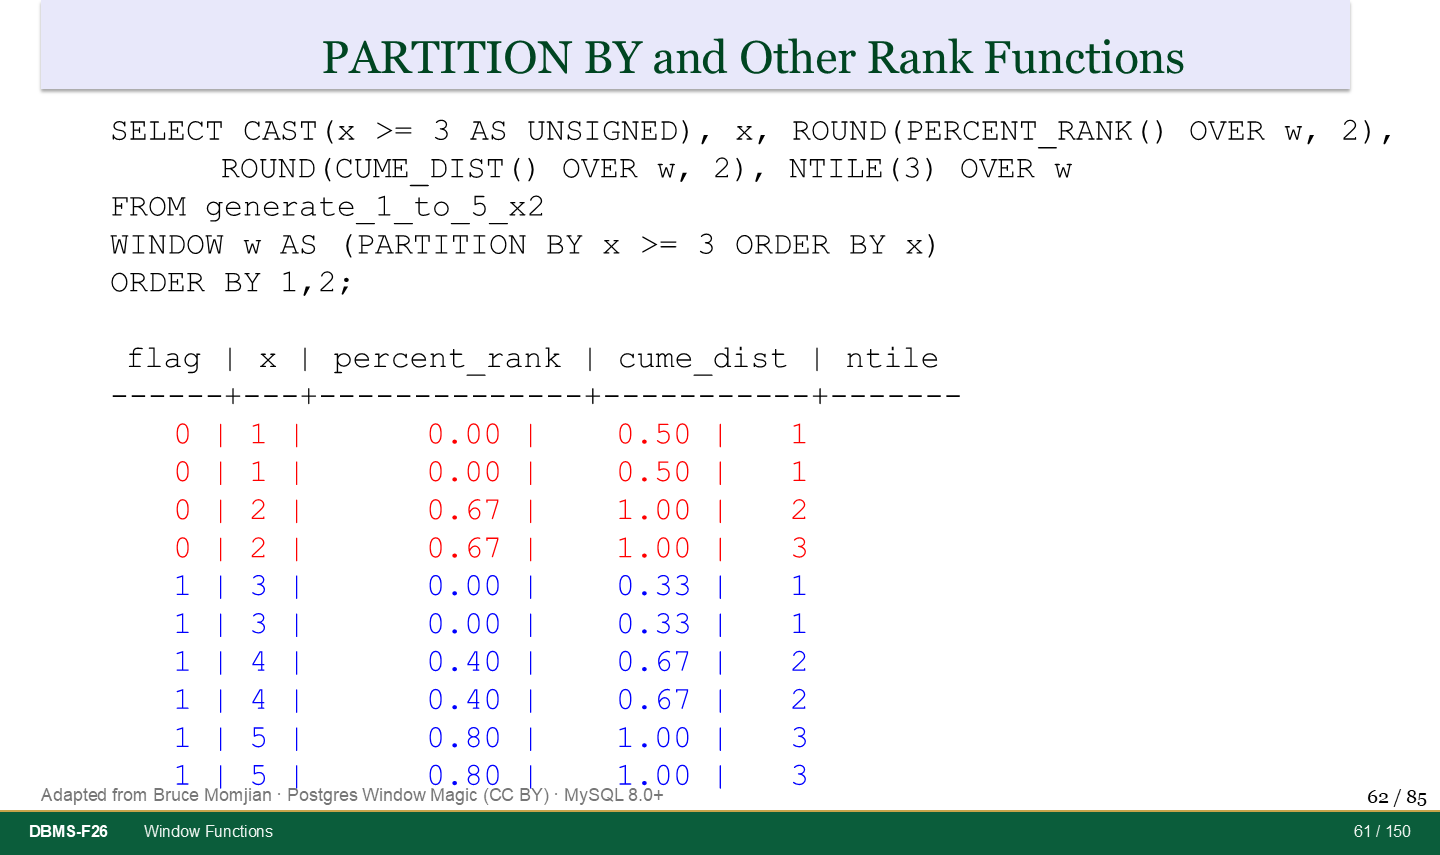 PARTITION BY and Other Rank Functions
SELECT CAST(x >= 3 AS UNSIGNED), x, ROUND(PERCENT_RANK() OVER w, 2),
      ROUND(CUME_DIST() OVER w, 2), NTILE(3) OVER w
FROM generate_1_to_5_x2
WINDOW w AS (PARTITION BY x >= 3 ORDER BY x)
ORDER BY 1,2;
 flag | x | percent_rank | cume_dist | ntile
------+---+--------------+-----------+-------
    0 | 1 |       0.00 |     0.50 |    1
    0 | 1 |       0.00 |     0.50 |    1
    0 | 2 |       0.67 |     1.00 |    2
    0 | 2 |       0.67 |     1.00 |    3
    1 | 3 |       0.00 |     0.33 |    1
    1 | 3 |       0.00 |     0.33 |    1
    1 | 4 |       0.40 |     0.67 |    2
    1 | 4 |       0.40 |     0.67 |    2
    1 | 5 |       0.80 |     1.00 |    3
    1 | 5 |       0.80 |     1.00 |    3
Adapted from Bruce Momjian · Postgres Window Magic (CC BY) · MySQL 8.0+
62 / 85
DBMS-F26 Window Functions 61 / 150